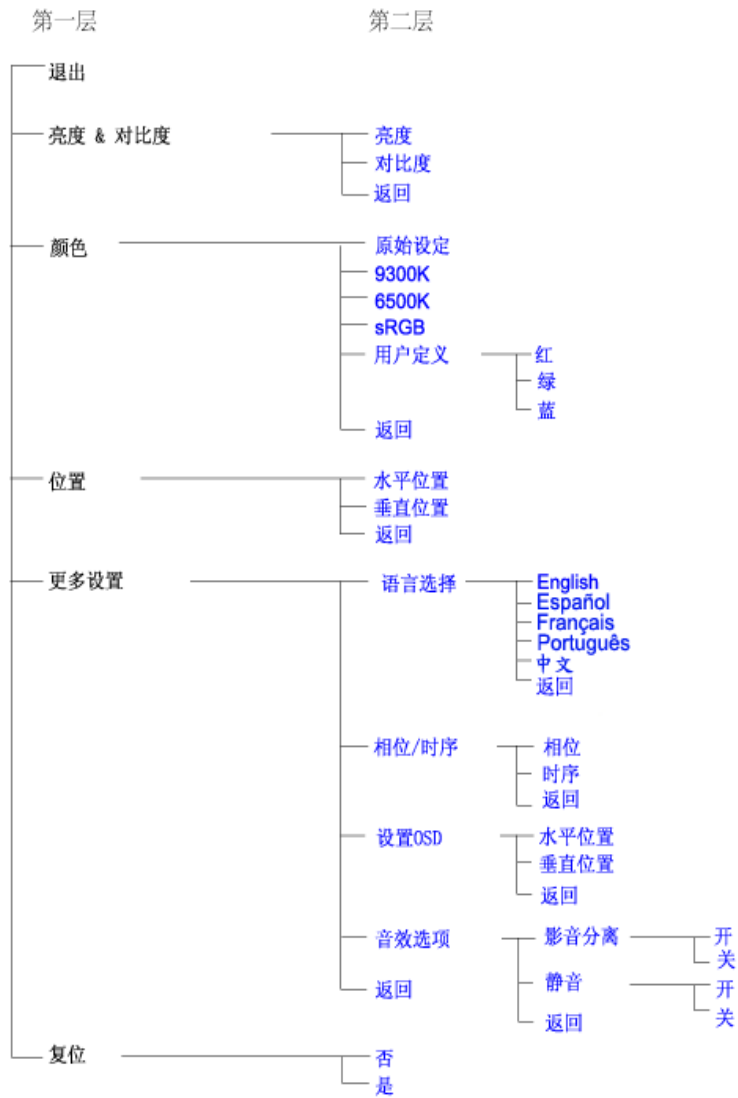 第一层 第二层
退出
亮度 & 对比度 亮度
对比度
返回
颜色 原始设定
9300K
6500K
sRGB
用户定义 红
绿
蓝
返回
位置 水平位置
垂直位置
返回
更多设置 语言选择 English
Español
Français
Português
中文
返回
相位/时序 相位
时序
返回
设置OSD 水平位置
垂直位置
返回
音效选项 影音分离 开
关
静音 开
返回 关
返回
复位 否
是